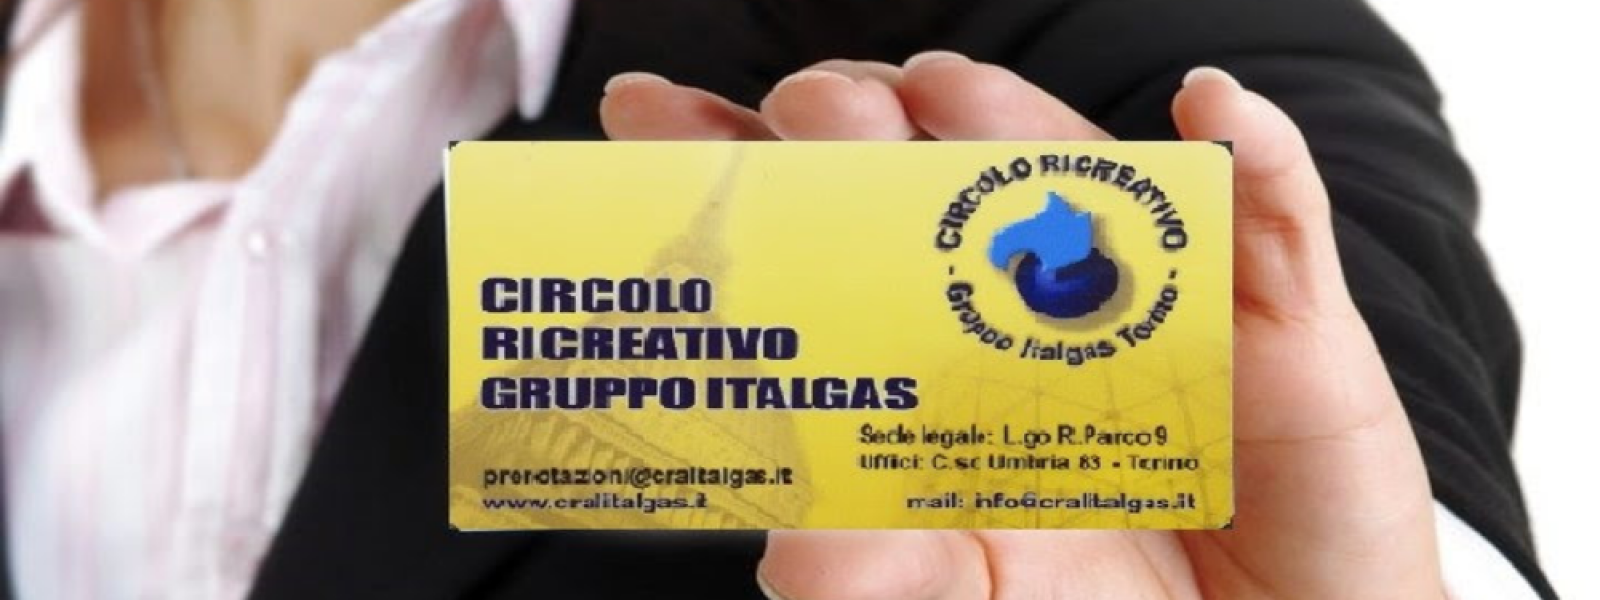 CIRCOLO RICREATIVO
- Gruppo Italgas Torino -
CIRCOLO
RICREATIVO
GRUPPO ITALGAS
Sede legale: L.go R.Parco 9
Uffici: C.so Umbria 83 - Torino
prenotazioni@cralitalgas.it
www.cralitalgas.it
mail: info@cralitalgas.it